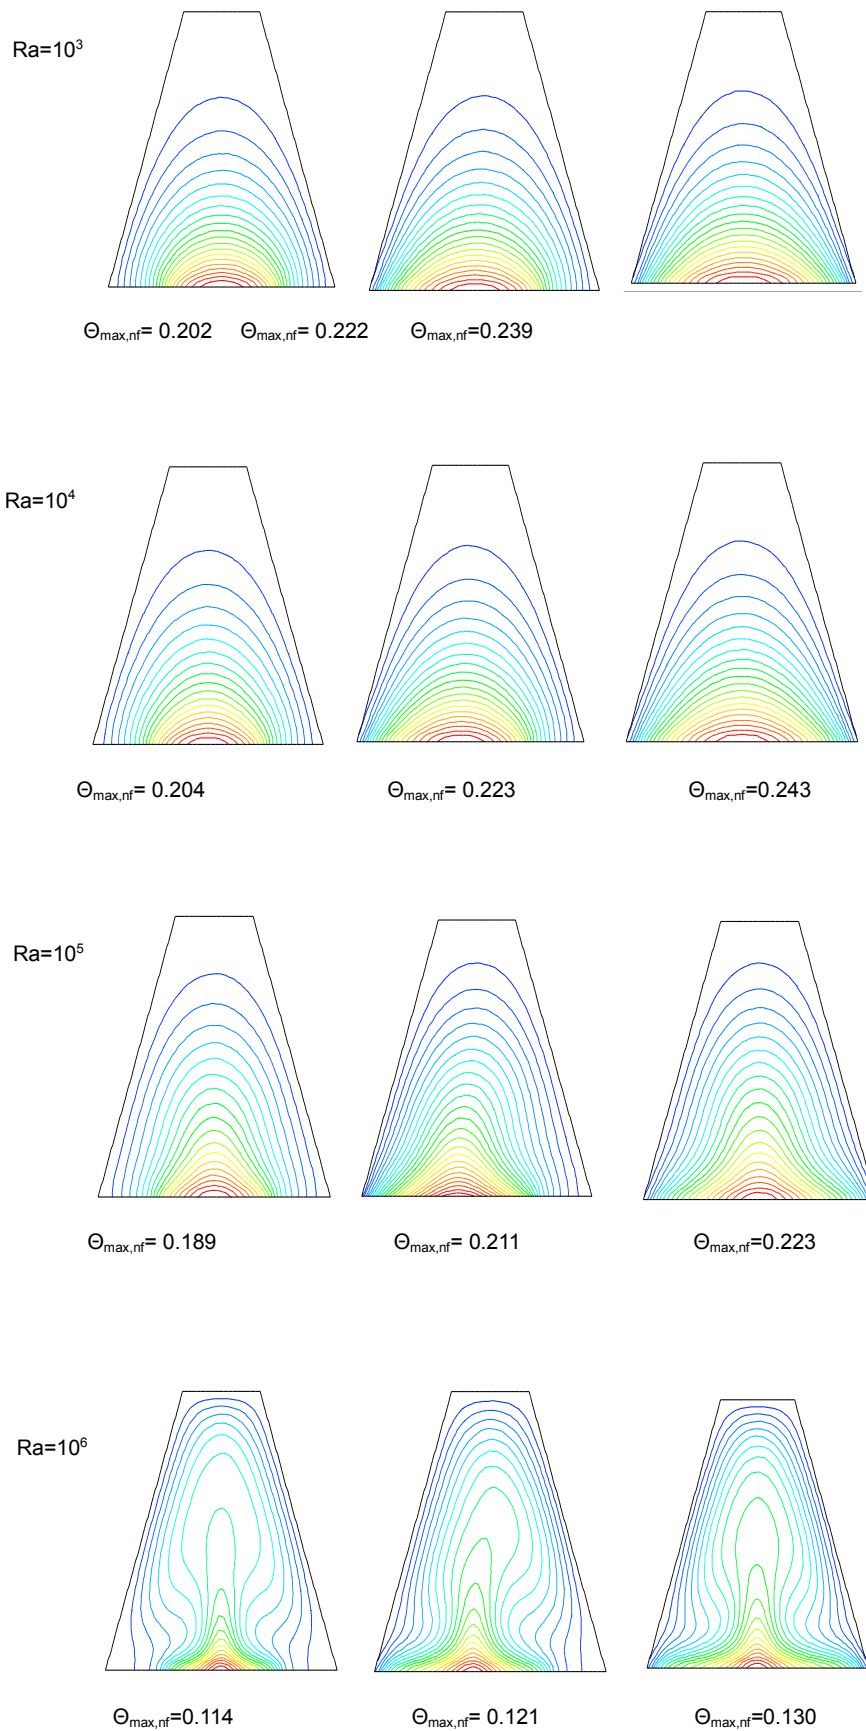 Ra=10³
Θmax,nf= 0.202 Θmax,nf= 0.222 Θmax,nf=0.239
Ra=10⁴
Θmax,nf= 0.204 Θmax,nf= 0.223 Θmax,nf=0.243
Ra=10⁵
Θmax,nf= 0.189 Θmax,nf= 0.211 Θmax,nf=0.223
Ra=10⁶
Θmax,nf=0.114 Θmax,nf= 0.121 Θmax,nf=0.130